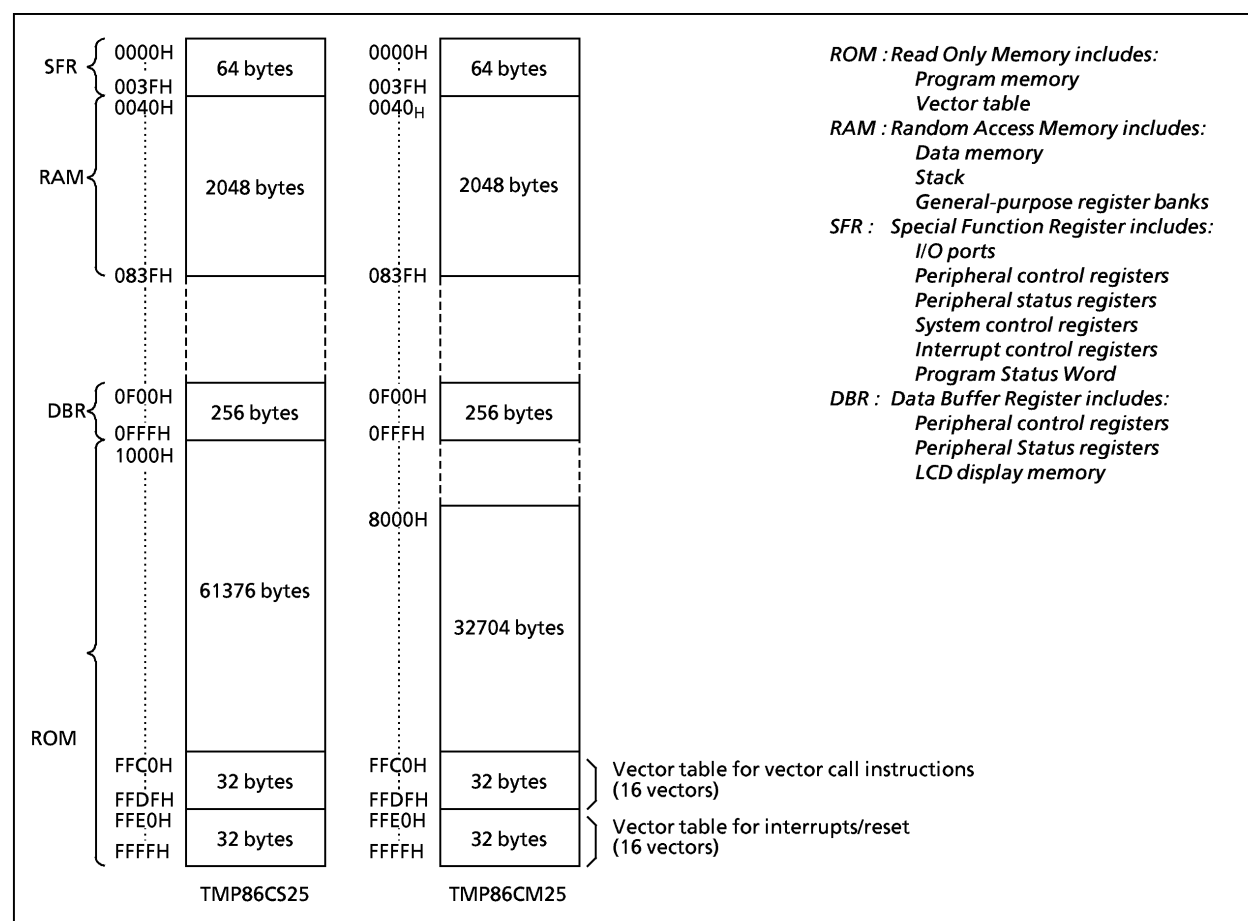 SFR
0000H
003FH
64 bytes
RAM
0040H
083FH
2048 bytes
DBR
0F00H
0FFFH
256 bytes
ROM
1000H
61376 bytes
FFC0H
FFDFH
32 bytes
FFE0H
FFFFH
32 bytes
TMP86CS25
0000H
003FH
64 bytes
0040H
083FH
2048 bytes
0F00H
0FFFH
256 bytes
8000H
32704 bytes
FFC0H
FFDFH
32 bytes
FFE0H
FFFFH
32 bytes
TMP86CM25
Vector table for vector call instructions
(16 vectors)
Vector table for interrupts/reset
(16 vectors)
ROM : Read Only Memory includes:
Program memory
Vector table
RAM : Random Access Memory includes:
Data memory
Stack
General-purpose register banks
SFR : Special Function Register includes:
I/O ports
Peripheral control registers
Peripheral status registers
System control registers
Interrupt control registers
Program Status Word
DBR : Data Buffer Register includes:
Peripheral control registers
Peripheral Status registers
LCD display memory